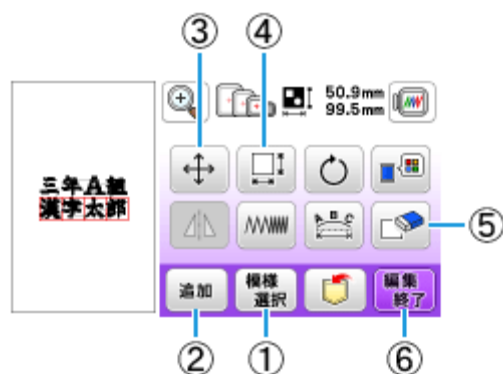 ③ ④
50.9mm
99.5mm
三年A組
漢字太郎
A B C
⑤
追加
模様
選択
編集
終了
② ① ⑥